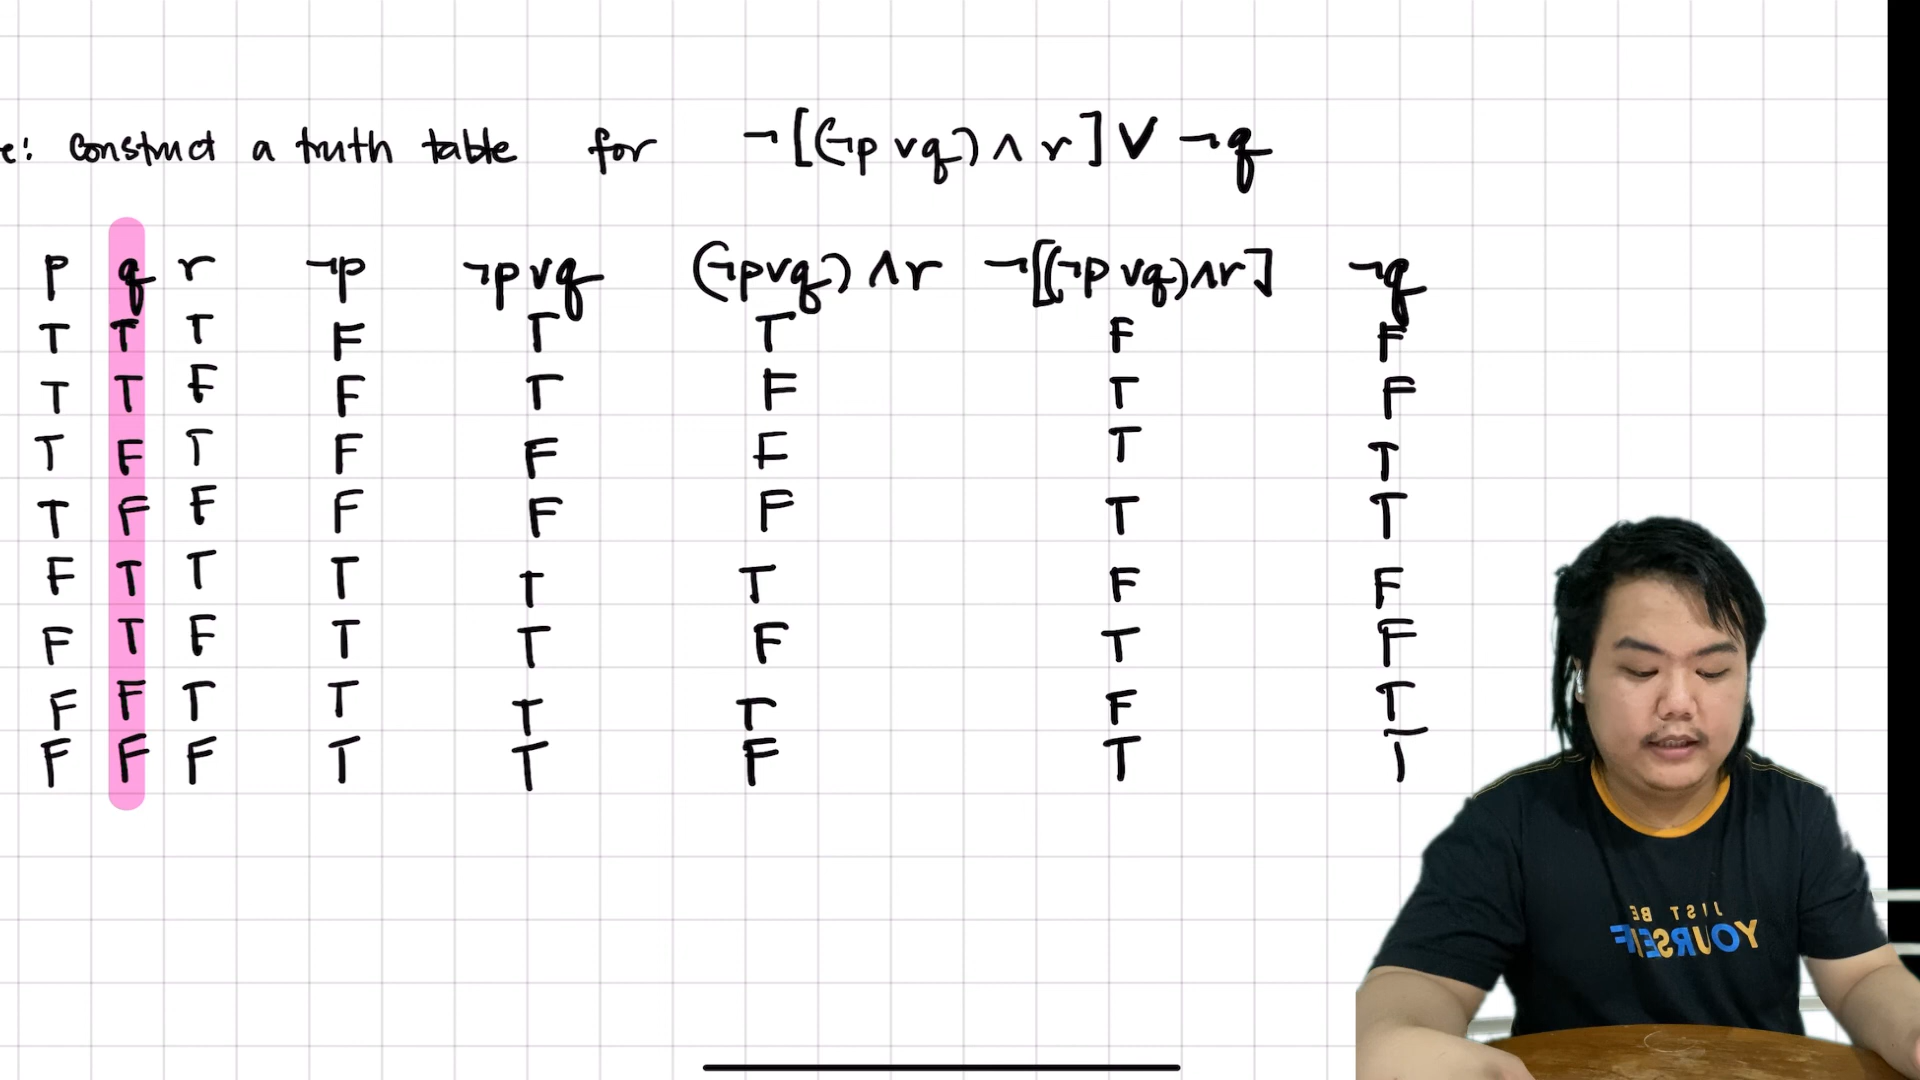 e: Construct a truth table for ¬[(¬p∨q)∧r]∨¬q
p q r ¬p ¬p∨q (¬p∨q)∧r ¬[(¬p∨q)∧r] ¬q
T T T F T T F F
T T F F T F T F
T F T F F F T T
T F F F F F T T
F T T T T T F F
F T F T T F T F
F F T T T T F T
F F F T T F T T
JUST BE
YOURSELF